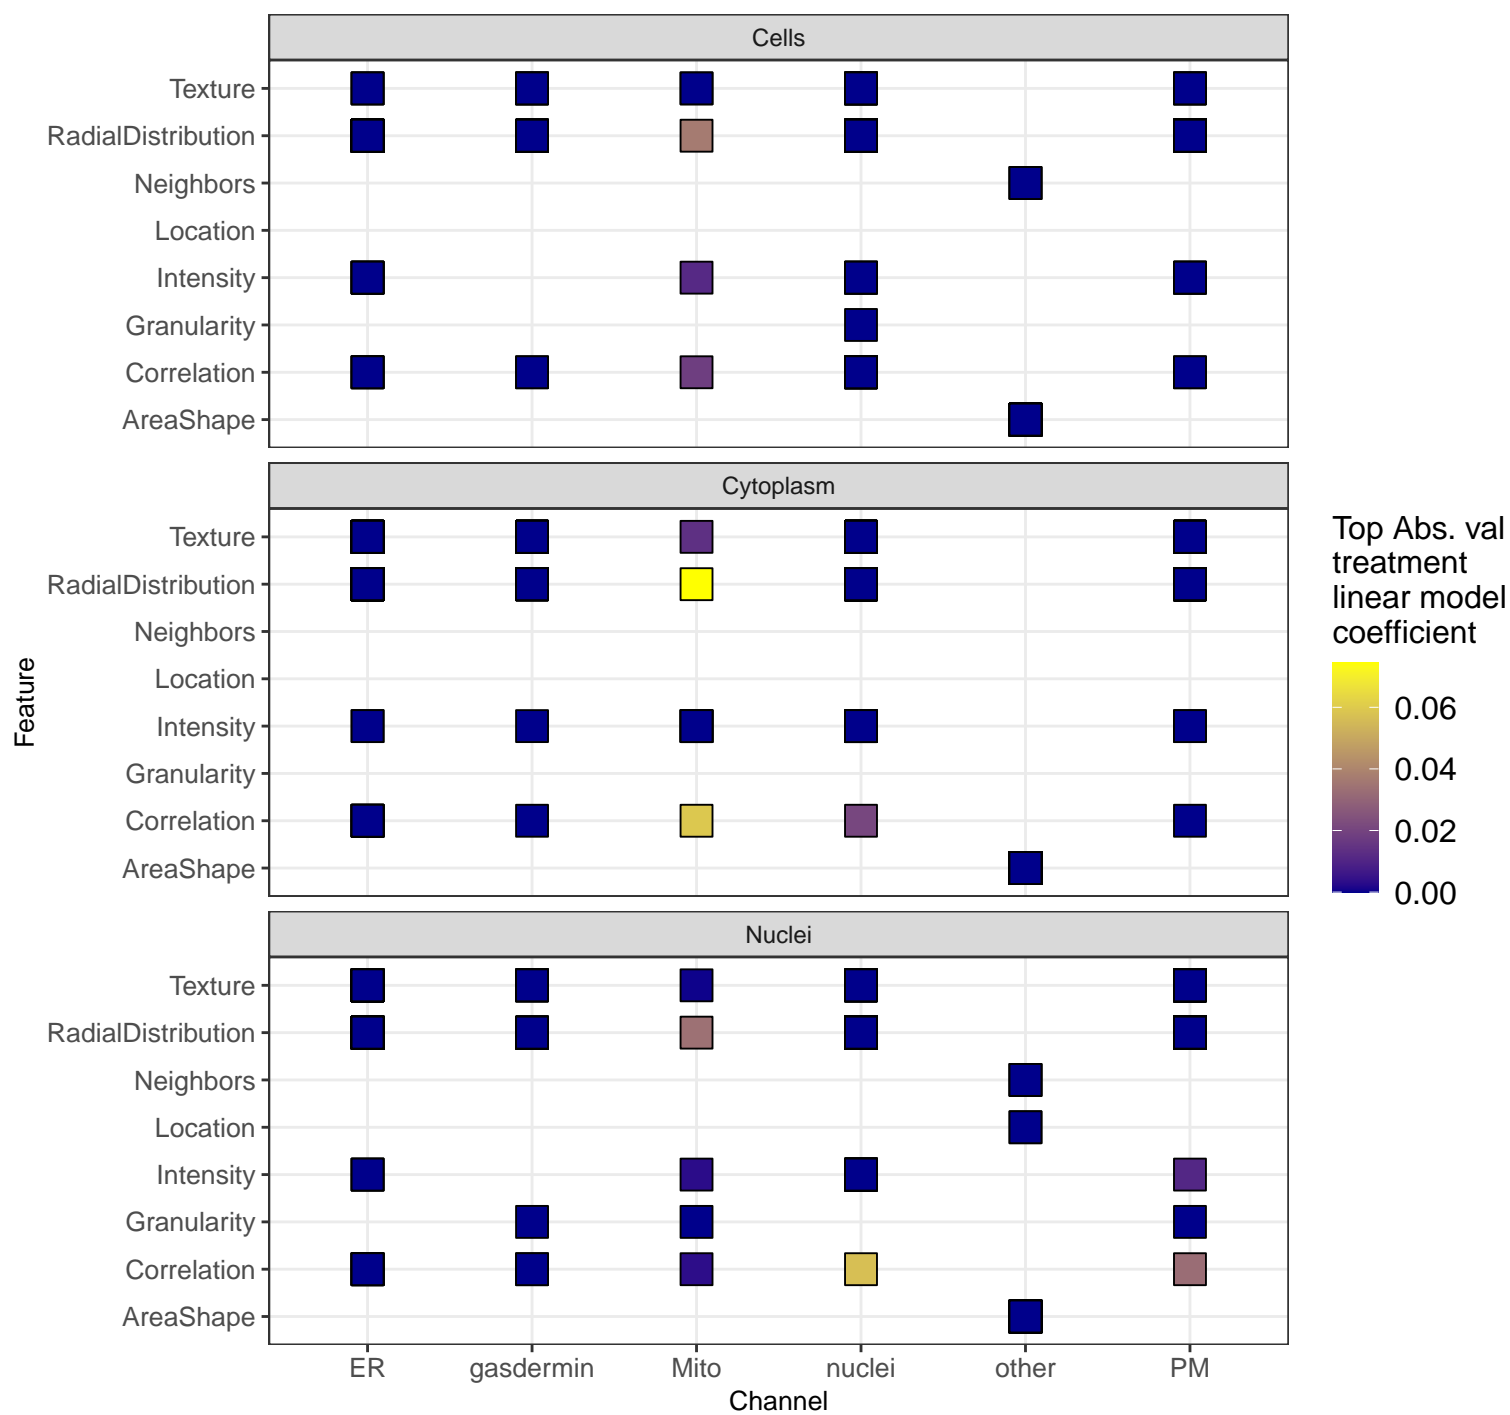 Cells
Texture
RadialDistribution
Neighbors
Location
Intensity
Granularity
Correlation
AreaShape
Cytoplasm
Texture
RadialDistribution
Neighbors
Location
Intensity
Granularity
Correlation
AreaShape
Nuclei
Texture
RadialDistribution
Neighbors
Location
Intensity
Granularity
Correlation
AreaShape
ER gasdermin Mito nuclei other PM
Channel
Feature
Top Abs. val
treatment
linear model
coefficient
0.06
0.04
0.02
0.00